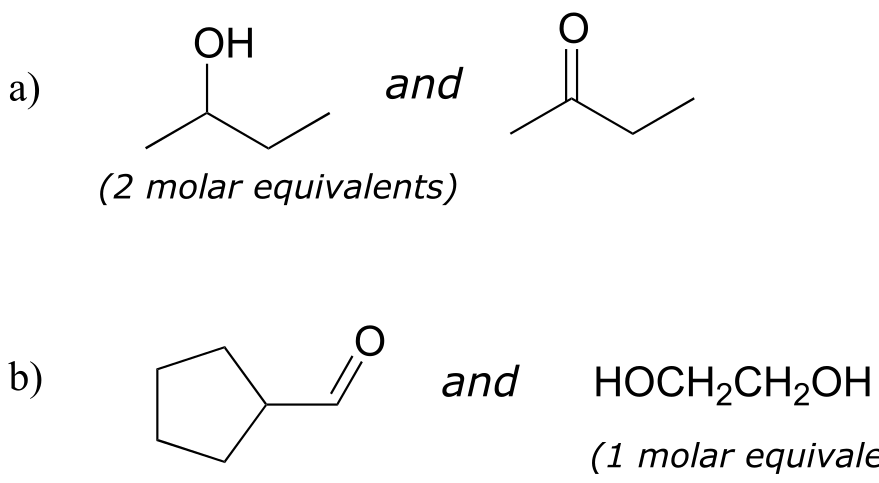 OH
O
a)
and
(2 molar equivalents)
O
b)
and
HOCH₂CH₂OH
(1 molar equivale